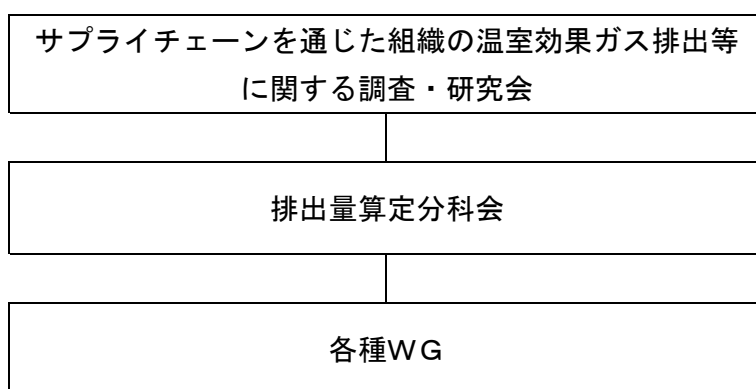 サプライチェーンを通じた組織の温室効果ガス排出等
に関する調査・研究会
排出量算定分科会
各種ＷＧ